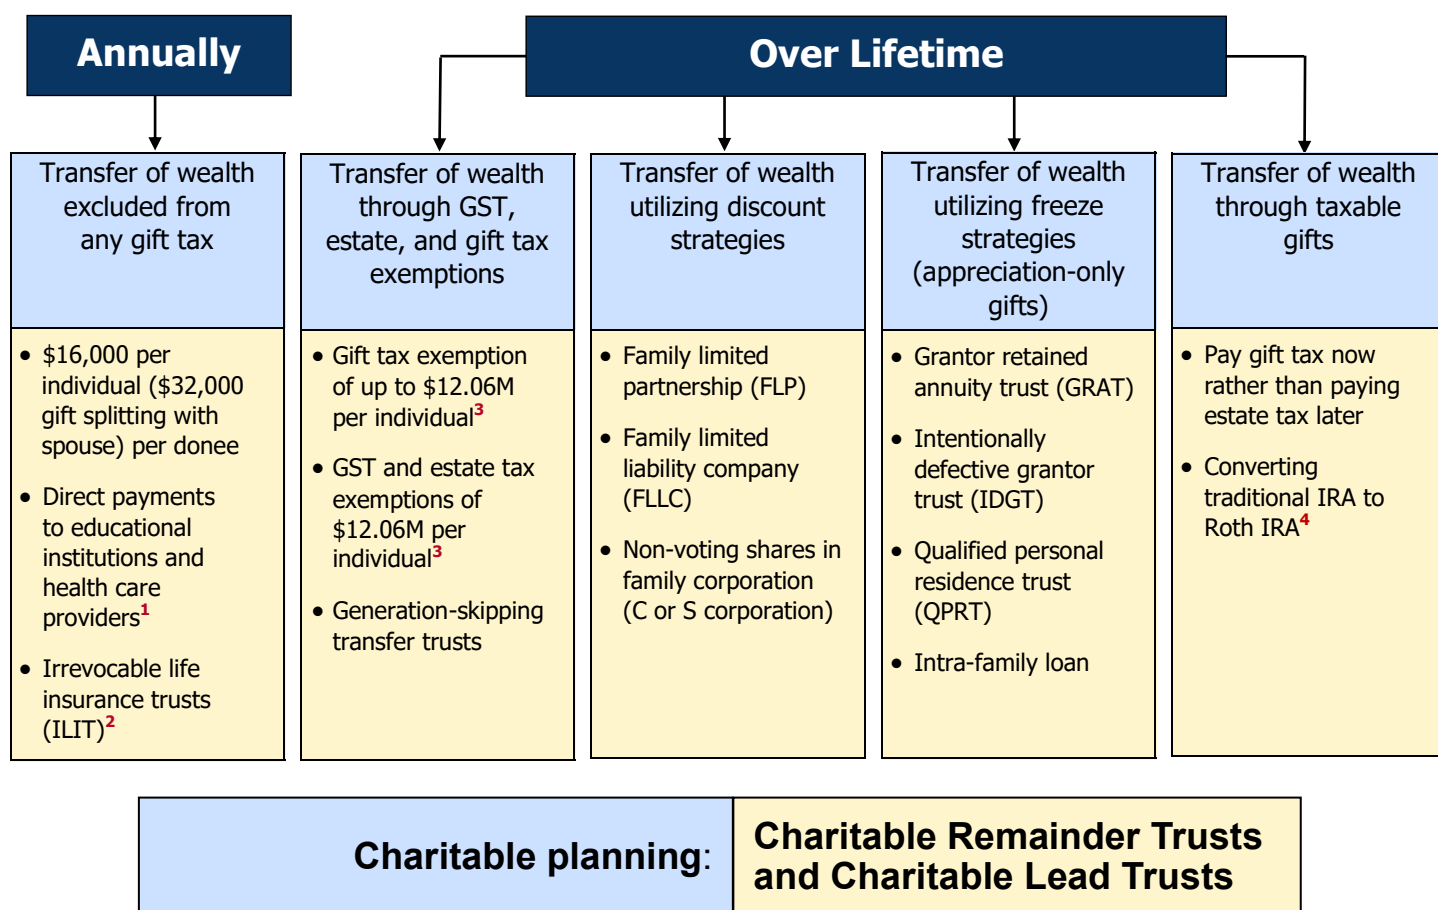 Annually
Over Lifetime
Transfer of wealth
excluded from
any gift tax
• $16,000 per
individual ($32,000
gift splitting with
spouse) per donee
• Direct payments
to educational
institutions and
health care
providers1
• Irrevocable life
insurance trusts
(ILIT)2
Transfer of wealth
through GST,
estate, and gift tax
exemptions
• Gift tax exemption
of up to $12.06M
per individual3
• GST and estate tax
exemptions of
$12.06M per
individual3
• Generation-skipping
transfer trusts
Transfer of wealth
utilizing discount
strategies
• Family limited
partnership (FLP)
• Family limited
liability company
(FLLC)
• Non-voting shares in
family corporation
(C or S corporation)
Transfer of wealth
utilizing freeze
strategies
(appreciation-only
gifts)
• Grantor retained
annuity trust (GRAT)
• Intentionally
defective grantor
trust (IDGT)
• Qualified personal
residence trust
(QPRT)
• Intra-family loan
Transfer of wealth
through taxable
gifts
• Pay gift tax now
rather than paying
estate tax later
• Converting
traditional IRA to
Roth IRA4
Charitable planning:
Charitable Remainder Trusts
and Charitable Lead Trusts